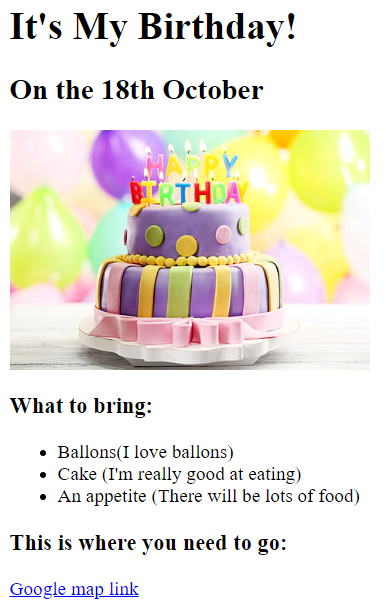 It's My Birthday!
On the 18th October
HAPPY
BIRTHDAY
What to bring:
Ballons(I love ballons)
Cake (I'm really good at eating)
An appetite (There will be lots of food)
This is where you need to go:
Google map link